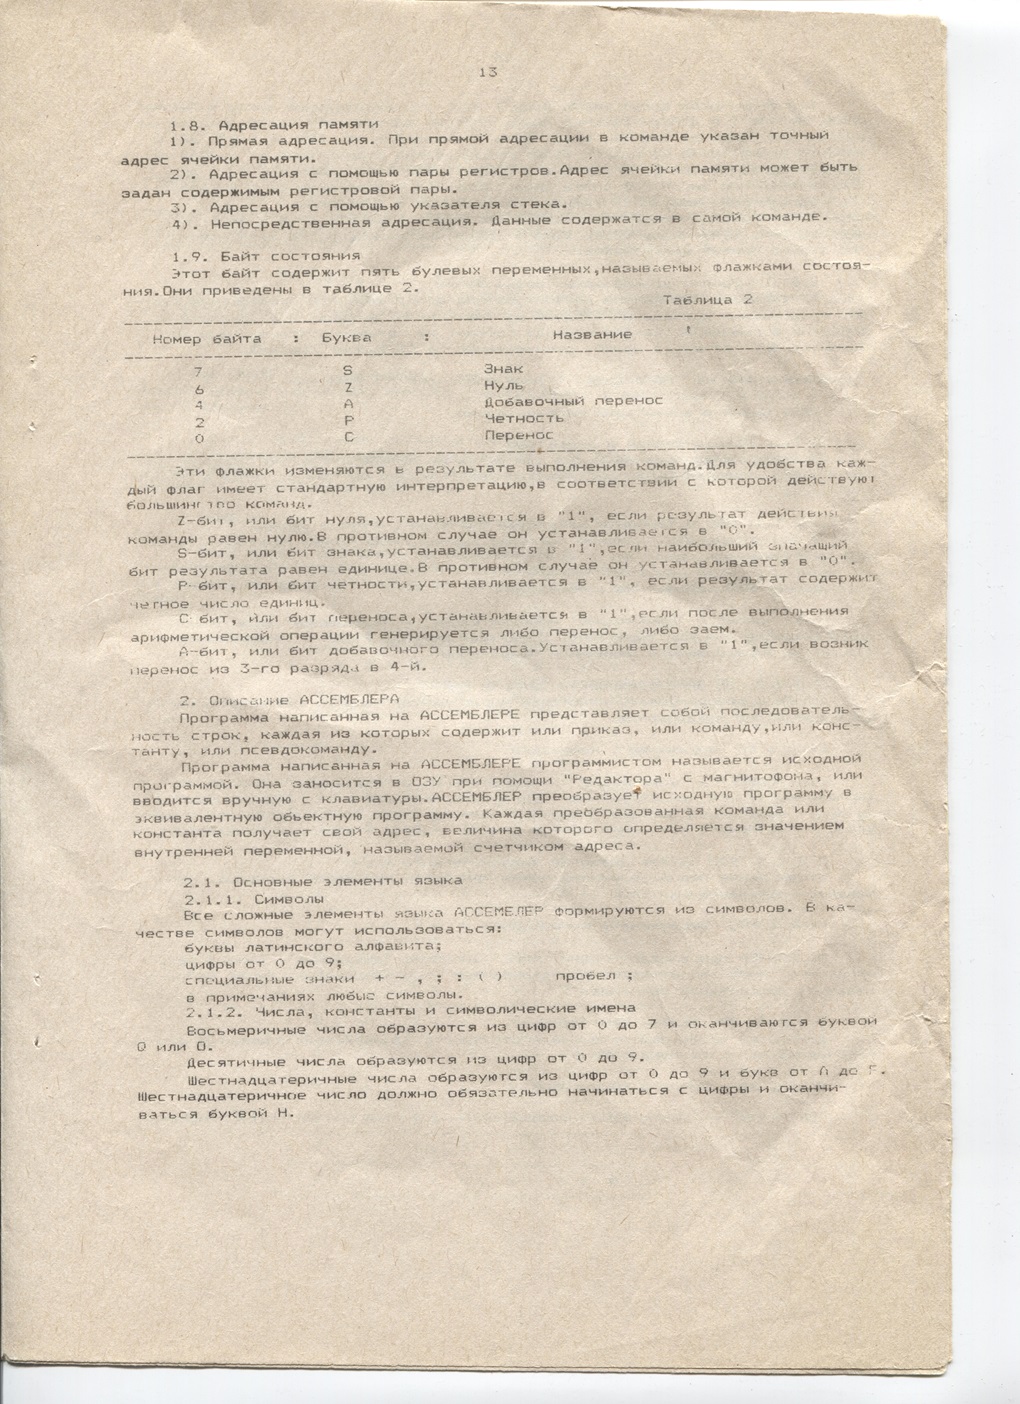 13
1.8. Адресация памяти
1). Прямая адресация. При прямой адресации в команде указан точный
адрес ячейки памяти.
2). Адресация с помощью пары регистров.Адрес ячейки памяти может быть
задан содержимым регистровой пары.
3). Адресация с помощью указателя стека.
4). Непосредственная адресация. Данные содержатся в самой команде.
1.9. Байт состояния
Этот байт содержит пять булевых переменных,называемых флажками состоя-
ния.Они приведены в таблице 2.
Таблица 2
Номер байта : Буква : Название
7 S Знак
6 Z Нуль
4 A Добавочный перенос
2 P Четность
0 C Перенос
Эти флажки изменяются в результате выполнения команд.Для удобства каж-
дый флаг имеет стандартную интерпретацию,в соответствии с которой действуют
большинство команд.
Z-бит, или бит нуля,устанавливается в "1", если результат действия
команды равен нулю.В противном случае он устанавливается в "0".
S-бит, или бит знака,устанавливается в "1",если наибольший значащий
бит результата равен единице.В противном случае он устанавливается в "0".
P-бит, или бит четности,устанавливается в "1", если результат содержит
четное число единиц.
C бит, или бит переноса,устанавливается в "1",если после выполнения
арифметической операции генерируется либо перенос, либо заем.
A-бит, или бит добавочного переноса.Устанавливается в "1",если возник
перенос из 3-го разряда в 4-й.
2. Описание АССЕМБЛЕРА
Программа написанная на АССЕМБЛЕРЕ представляет собой последователь-
ность строк, каждая из которых содержит или приказ, или команду,или конс-
танту, или псевдокоманду.
Программа написанная на АССЕМБЛЕРЕ программистом называется исходной
программой. Она заносится в ОЗУ при помощи "Редактора" с магнитофона, или
вводится вручную с клавиатуры.АССЕМБЛЕР преобразует исходную программу в
эквивалентную обьектную программу. Каждая преобразованная команда или
константа получает свой адрес, величина которого определяется значением
внутренней переменной, называемой счетчиком адреса.
2.1. Основные элементы языка
2.1.1. Символы
Все сложные элементы языка АССЕМБЛЕР формируются из символов. В ка-
честве символов могут использоваться:
буквы латинского алфавита;
цифры от 0 до 9;
специальные знаки + - , ; : ( ) пробел ;
в примечаниях любые символы.
2.1.2. Числа, константы и символические имена
Восьмеричные числа образуются из цифр от 0 до 7 и оканчиваются буквой
Q или O.
Десятичные числа образуются из цифр от 0 до 9.
Шестнадцатеричные числа образуются из цифр от 0 до 9 и букв от A до F.
Шестнадцатеричное число должно обязательно начинаться с цифры и оканчи-
ваться буквой H.